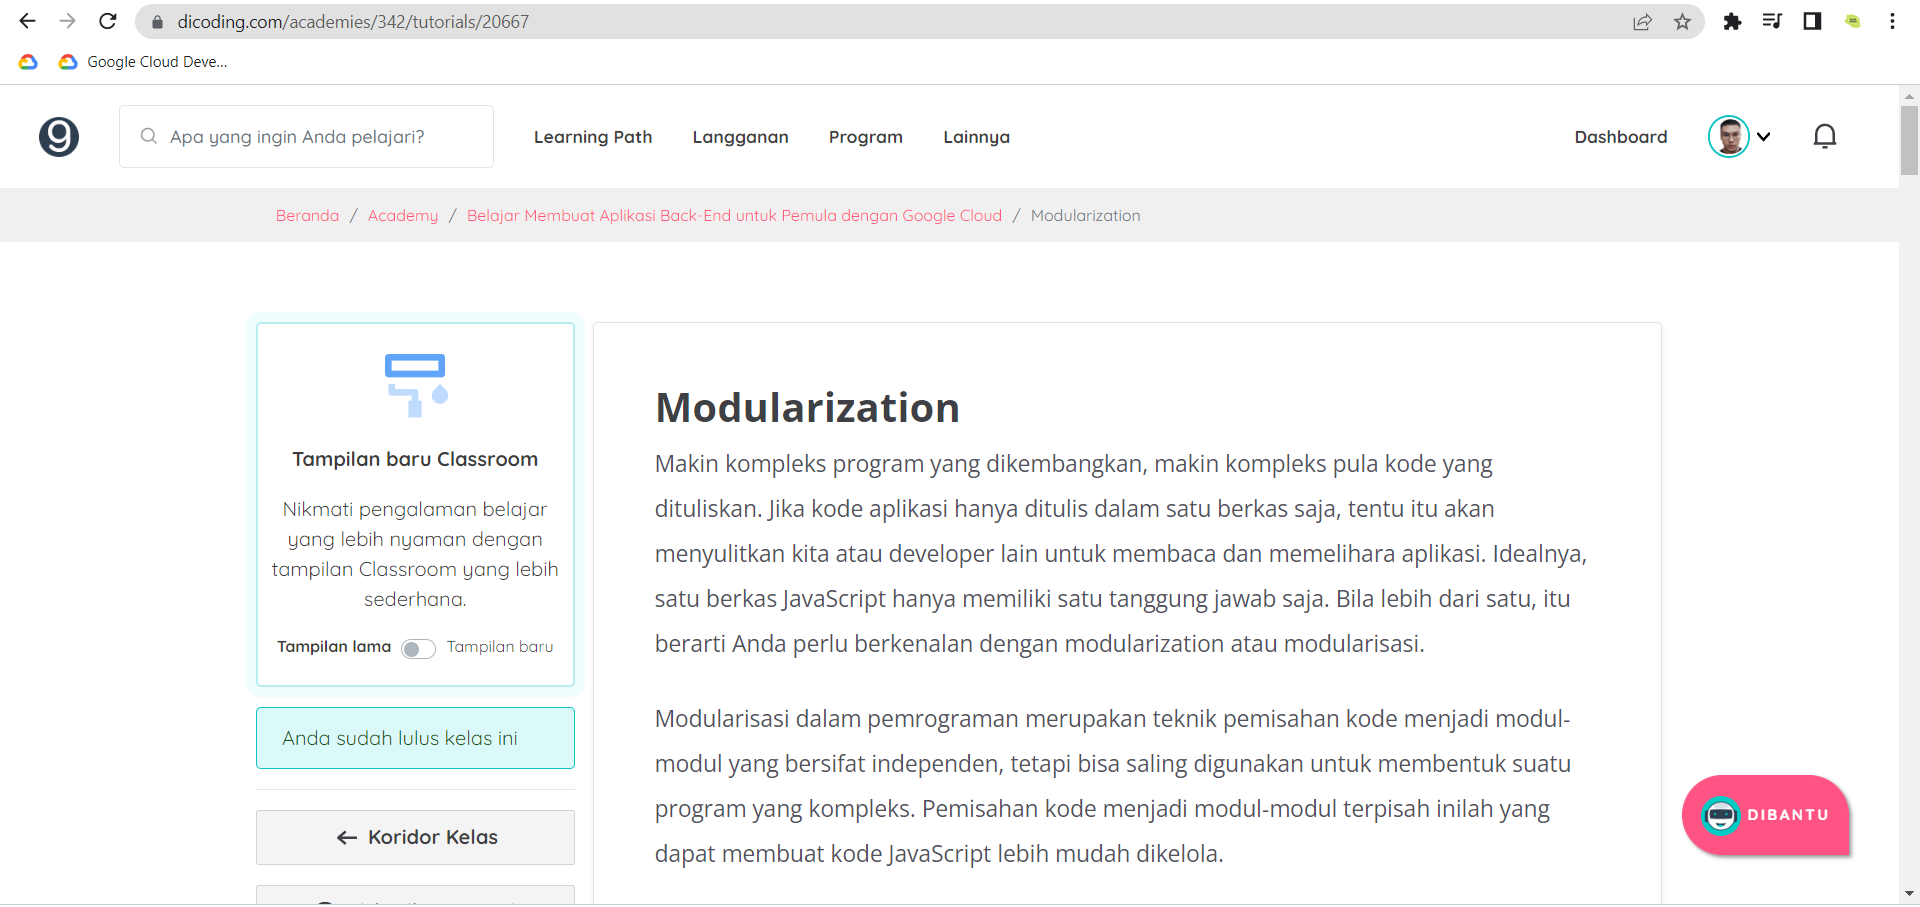 dicoding.com/academies/342/tutorials/20667
Google Cloud Deve...
Apa yang ingin Anda pelajari?
Learning Path
Langganan
Program
Lainnya
Dashboard
Beranda / Academy / Belajar Membuat Aplikasi Back-End untuk Pemula dengan Google Cloud / Modularization
Tampilan baru Classroom
Nikmati pengalaman belajar
yang lebih nyaman dengan
tampilan Classroom yang lebih
sederhana.
Tampilan lama
Tampilan baru
Anda sudah lulus kelas ini
Koridor Kelas
Modularization
Makin kompleks program yang dikembangkan, makin kompleks pula kode yang
dituliskan. Jika kode aplikasi hanya ditulis dalam satu berkas saja, tentu itu akan
menyulitkan kita atau developer lain untuk membaca dan memelihara aplikasi. Idealnya,
satu berkas JavaScript hanya memiliki satu tanggung jawab saja. Bila lebih dari satu, itu
berarti Anda perlu berkenalan dengan modularization atau modularisasi.
Modularisasi dalam pemrograman merupakan teknik pemisahan kode menjadi modul-
modul yang bersifat independen, tetapi bisa saling digunakan untuk membentuk suatu
program yang kompleks. Pemisahan kode menjadi modul-modul terpisah inilah yang
dapat membuat kode JavaScript lebih mudah dikelola.
DIBANTU